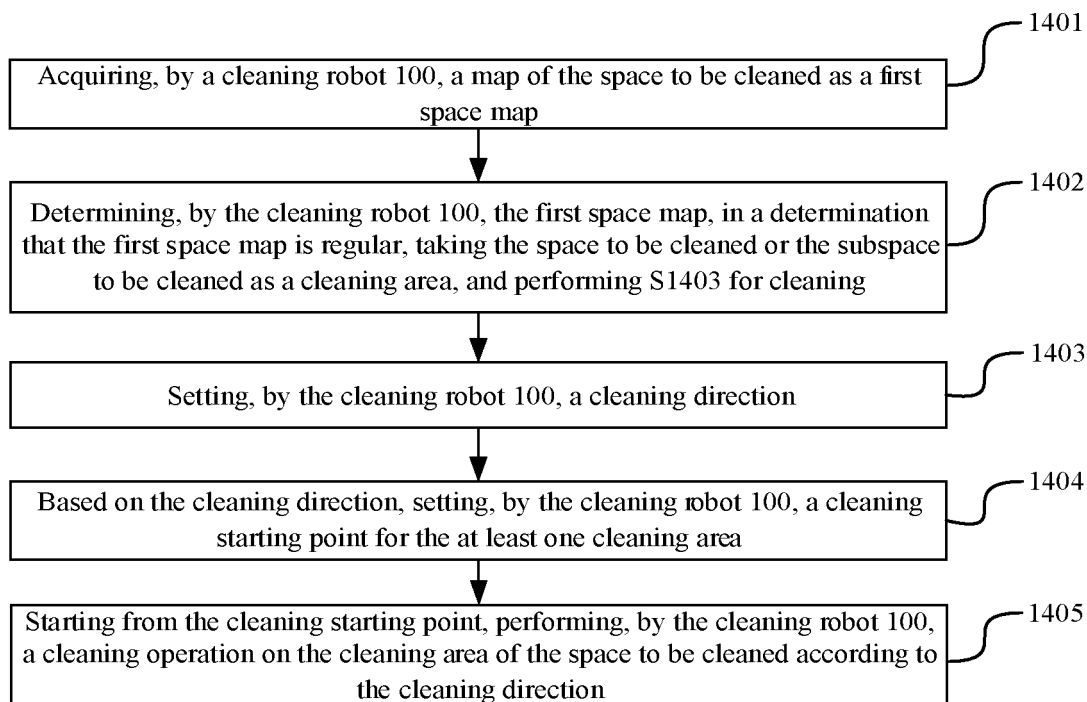 1401
Acquiring, by a cleaning robot 100, a map of the space to be cleaned as a first
space map
1402
Determining, by the cleaning robot 100, the first space map, in a determination
that the first space map is regular, taking the space to be cleaned or the subspace
to be cleaned as a cleaning area, and performing S1403 for cleaning
1403
Setting, by the cleaning robot 100, a cleaning direction
1404
Based on the cleaning direction, setting, by the cleaning robot 100, a cleaning
starting point for the at least one cleaning area
1405
Starting from the cleaning starting point, performing, by the cleaning robot 100,
a cleaning operation on the cleaning area of the space to be cleaned according to
the cleaning direction